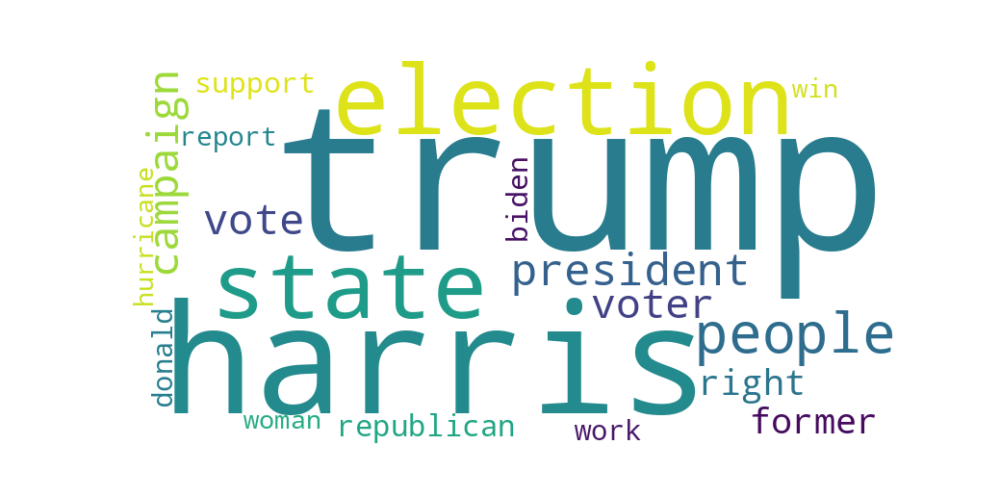 support
election
win
campaign
report
trump
hurricane
vote
biden
state
president
voter
harris
people
donald
right
woman
republican
work
former